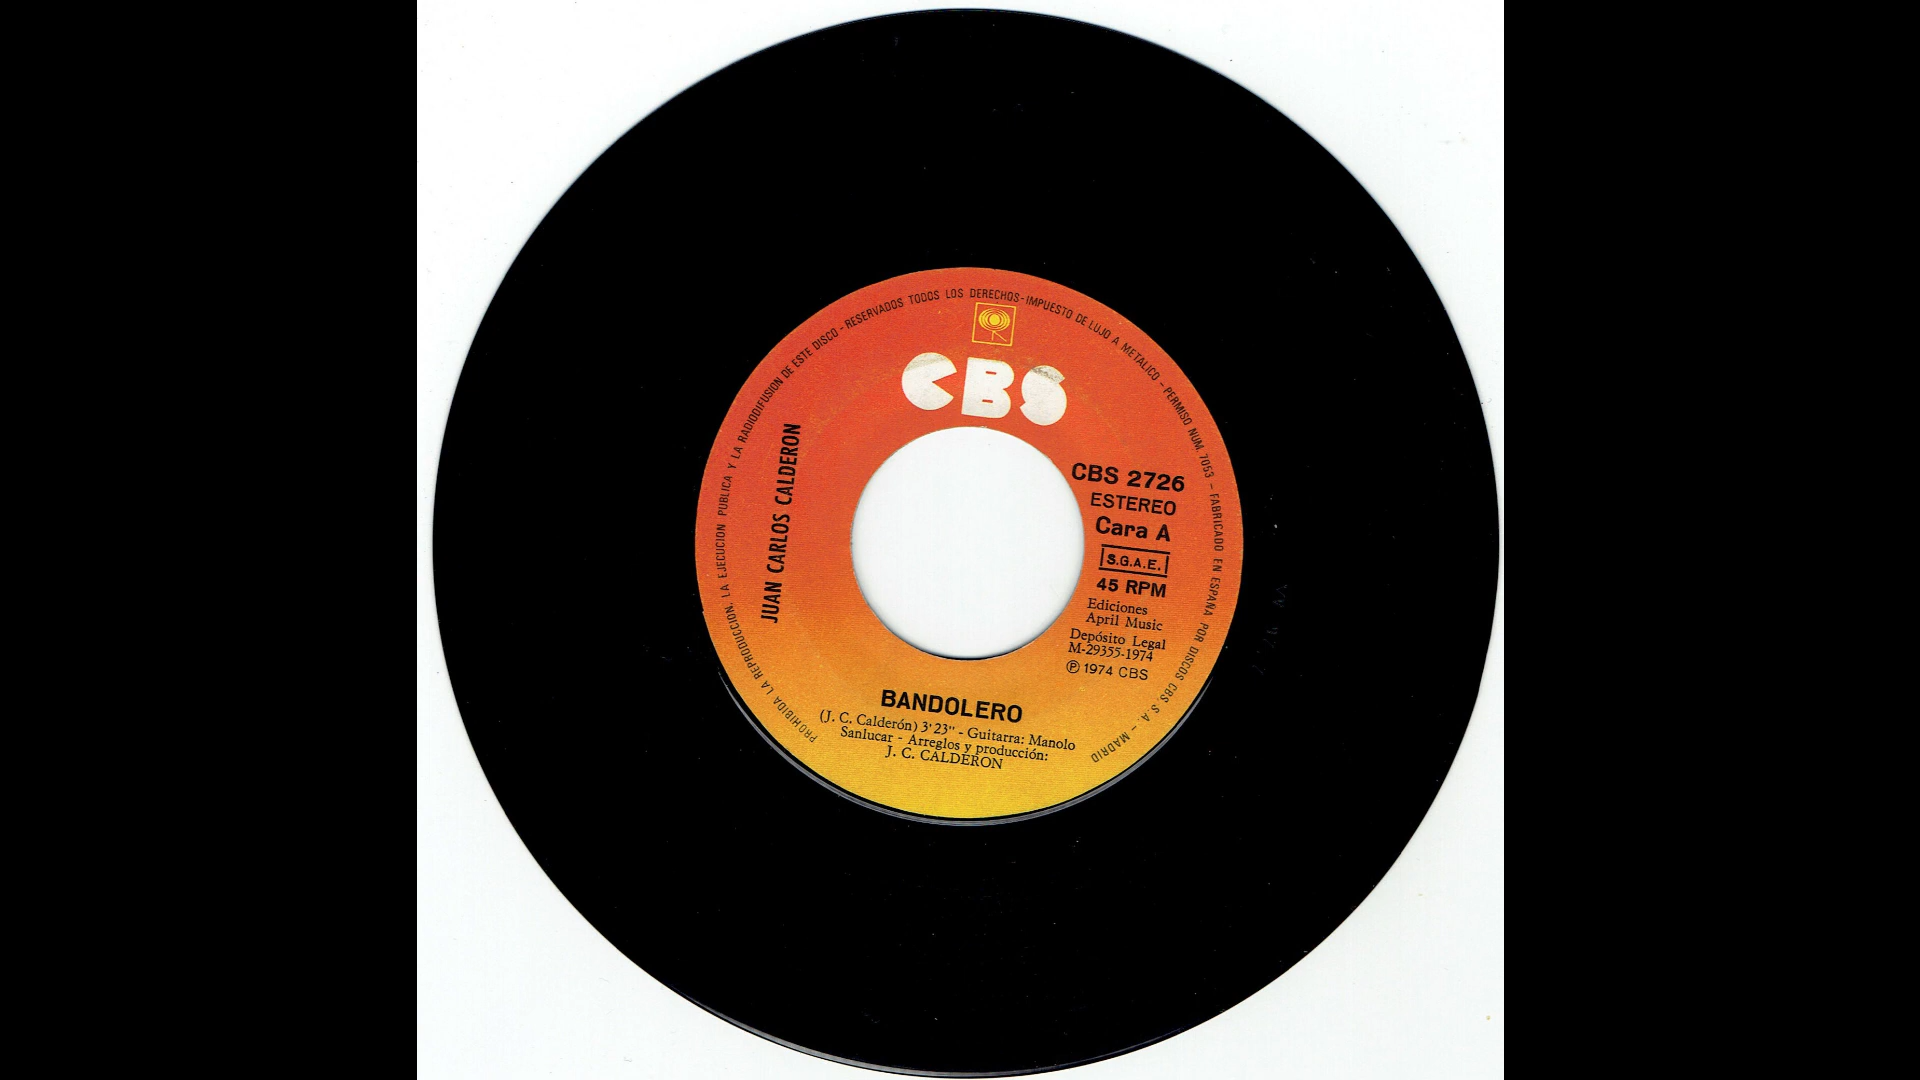 PROHIBIDA LA REPRODUCCION, LA EJECUCION PUBLICA Y LA RADIODIFUSION DE ESTE DISCO - RESERVADOS TODOS LOS DERECHOS - IMPUESTO DE LUJO A METALICO - PERMISO NUM. 7053 - FABRICADO EN ESPAÑA POR DISCOS CBS, S. A. - MADRID
CBS
JUAN CARLOS CALDERON
CBS 2726
ESTEREO
Cara A
S.G.A.E.
45 RPM
Ediciones
April Music
Depósito Legal
M-29355-1974
℗ 1974 CBS
BANDOLERO
(J. C. Calderón) 3' 23" - Guitarra: Manolo
Sanlucar - Arreglos y producción:
J. C. CALDERON